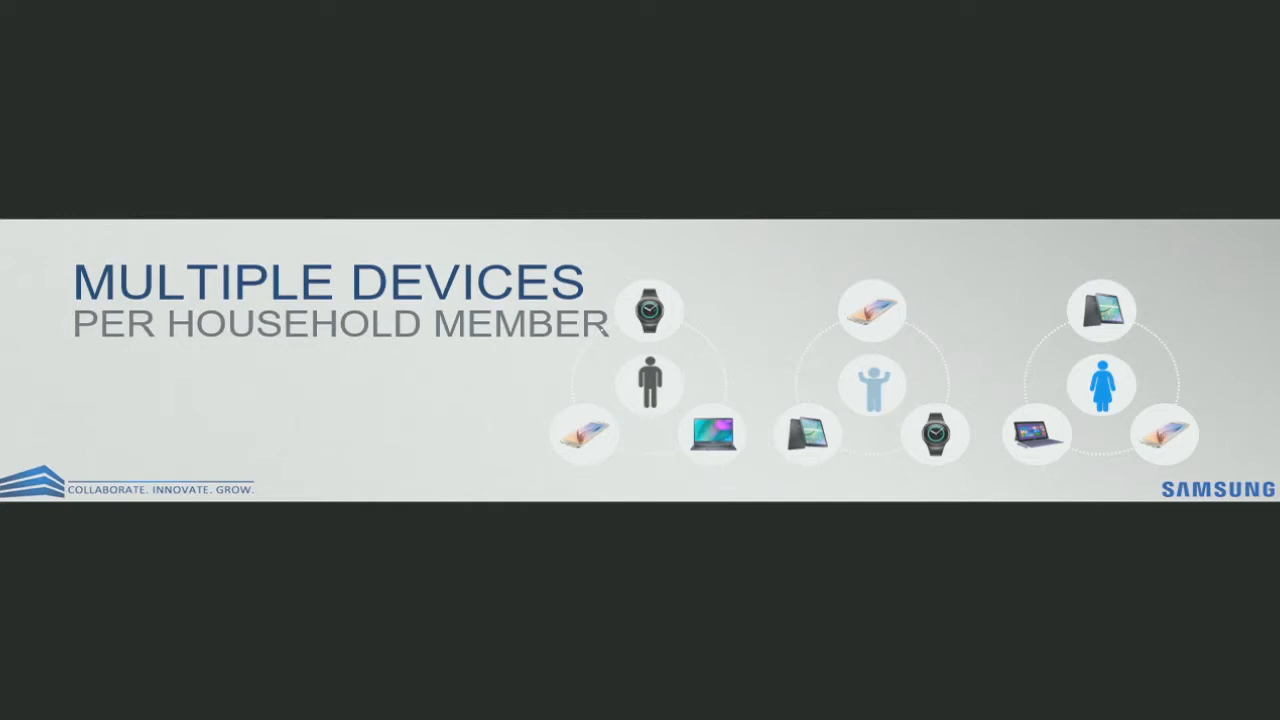 MULTIPLE DEVICES
PER HOUSEHOLD MEMBER
COLLABORATE. INNOVATE. GROW.
SAMSUNG